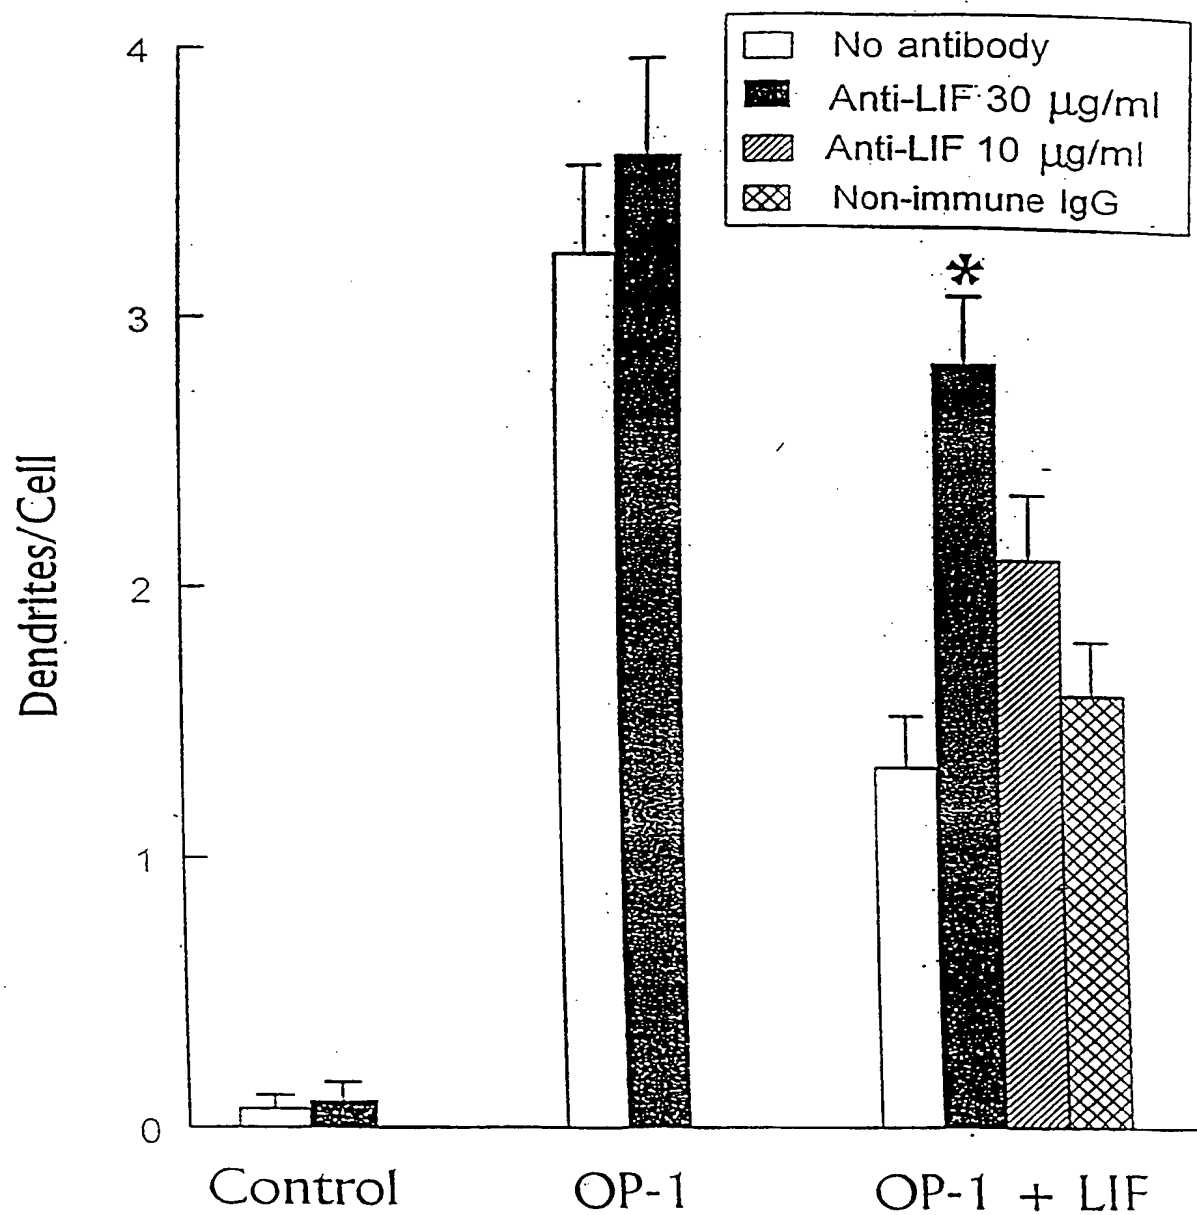 No antibody
Anti-LIF 30 μg/ml
Anti-LIF 10 μg/ml
Non-immune IgG
*
4
3
2
1
0
Dendrites/Cell
Control OP-1 OP-1 + LIF